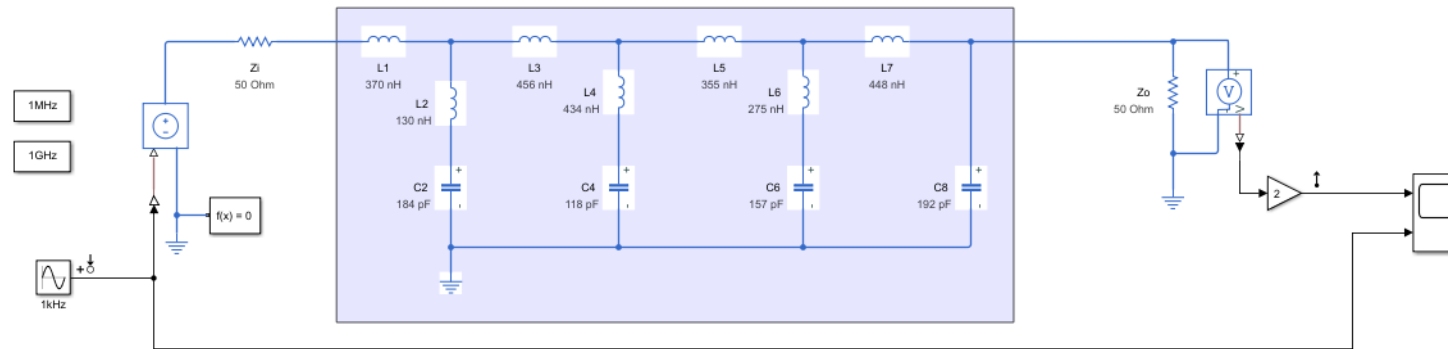 1MHz
1GHz
1kHz
f(x) = 0
Zi
50 Ohm
L1
370 nH
L2
130 nH
C2
184 pF
L3
456 nH
L4
434 nH
C4
118 pF
L5
355 nH
L6
275 nH
C6
157 pF
L7
448 nH
C8
192 pF
Zo
50 Ohm
V
V
2